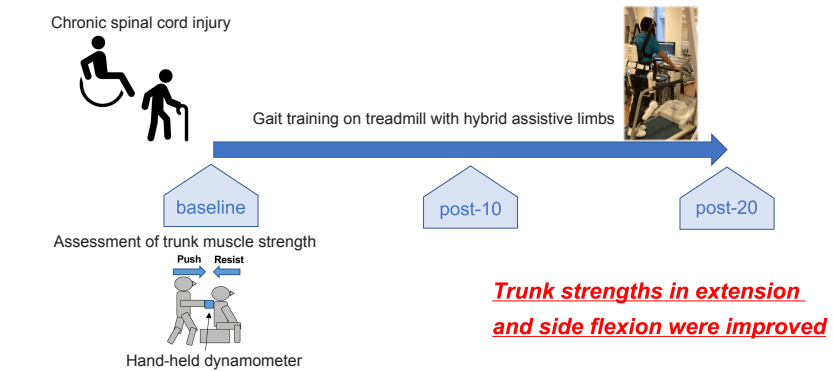 Chronic spinal cord injury
Gait training on treadmill with hybrid assistive limbs
baseline
post-10
post-20
Assessment of trunk muscle strength
Push Resist
Hand-held dynamometer
Trunk strengths in extension
and side flexion were improved